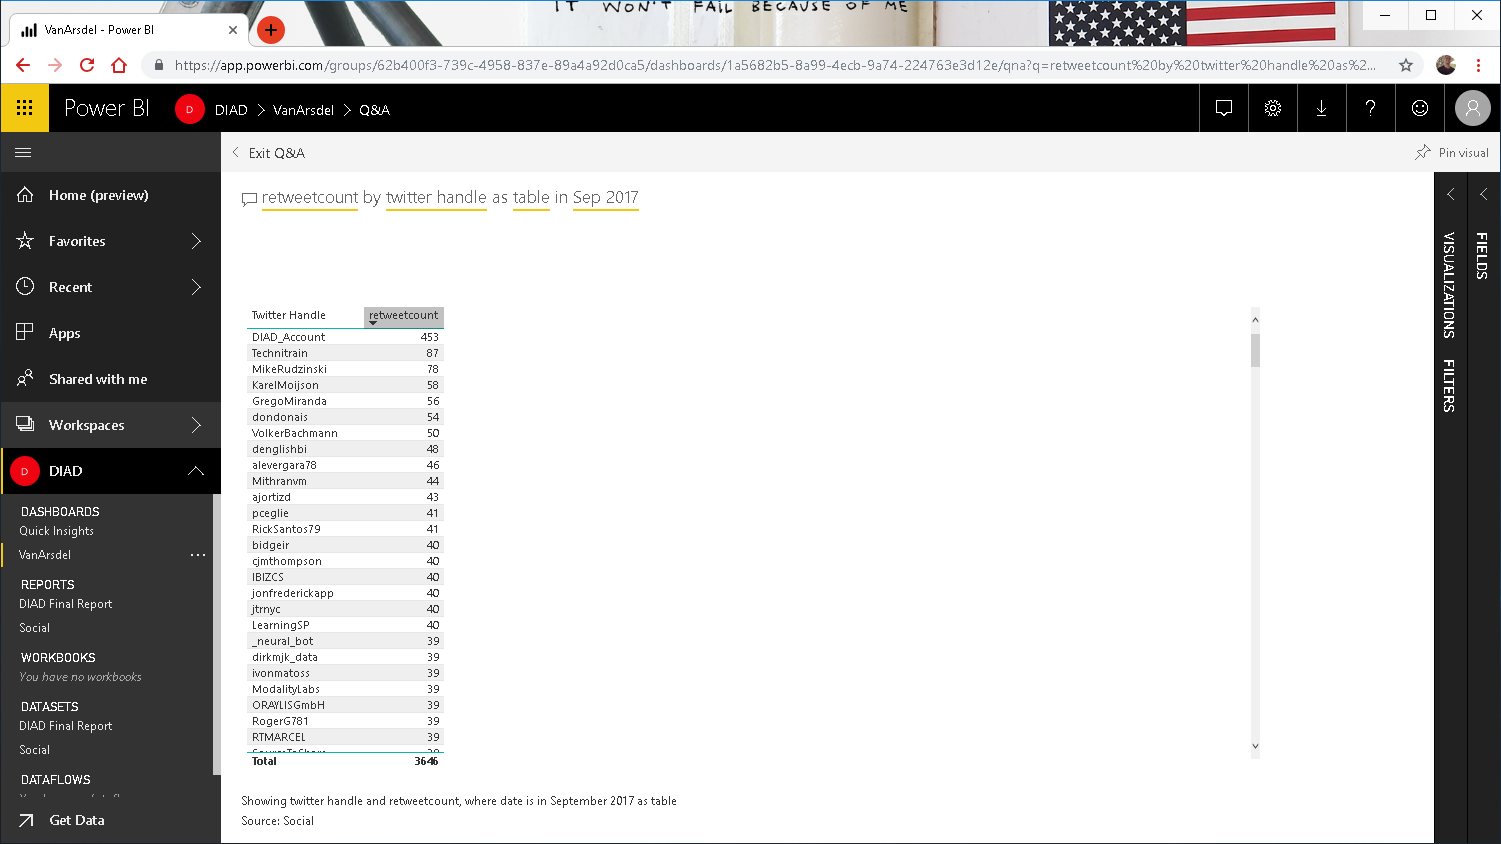 IT WON'T FAIL BECAUSE OF ME
VanArsdel - Power BI
https://app.powerbi.com/groups/62b400f3-739c-4958-837e-89a4a92d0ca5/dashboards/1a5682b5-8a99-4ecb-9a74-224763e3d12e/qna?q=retweetcount%20by%20twitter%20handle%20as%2...
Power BI
D
DIAD
VanArsdel
Q&A
?
Exit Q&A
Pin visual
Home (preview)
Favorites
Recent
Apps
Shared with me
Workspaces
D
DIAD
DASHBOARDS
Quick Insights
VanArsdel
...
REPORTS
DIAD Final Report
Social
WORKBOOKS
You have no workbooks
DATASETS
DIAD Final Report
Social
DATAFLOWS
Get Data
retweetcount by twitter handle as table in Sep 2017
Twitter Handle retweetcount
DIAD_Account 453
Technitrain 87
MikeRudzinski 78
KarelMoijson 58
GregoMiranda 56
dondonais 54
VolkerBachmann 50
denglishbi 48
alevergara78 46
Mithranvm 44
ajortizd 43
pceglie 41
RickSantos79 41
bidgeir 40
cjmthompson 40
IBIZCS 40
jonfrederickapp 40
jtrnyc 40
LearningSP 40
_neural_bot 39
dirkmjk_data 39
ivonmatoss 39
ModalityLabs 39
ORAYLISGmbH 39
RogerG781 39
RTMARCEL 39
Total 3646
Showing twitter handle and retweetcount, where date is in September 2017 as table
Source: Social
VISUALIZATIONS
FILTERS
FIELDS